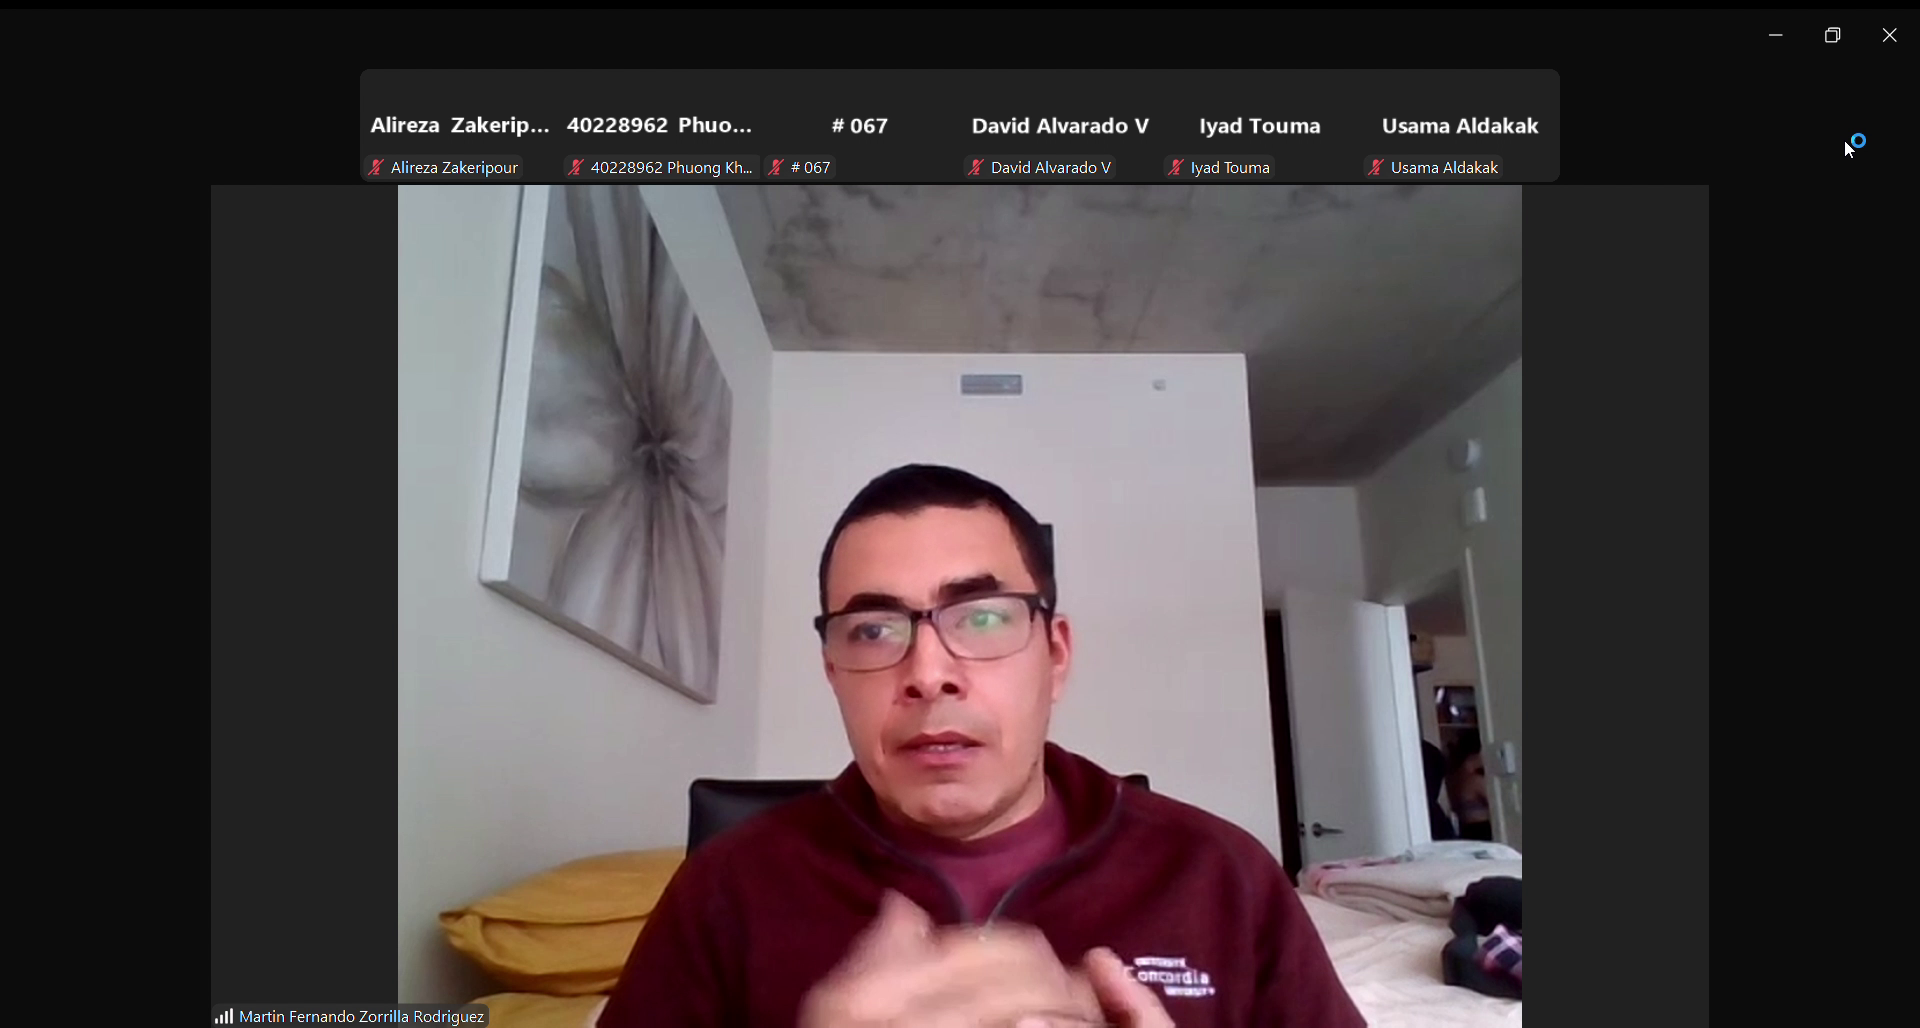 Alireza Zakerip...
40228962 Phuo...
# 067
David Alvarado V
Iyad Touma
Usama Aldakak
Alireza Zakeripour
40228962 Phuong Kh...
# 067
David Alvarado V
Iyad Touma
Usama Aldakak
Concordia
Martin Fernando Zorrilla Rodriguez